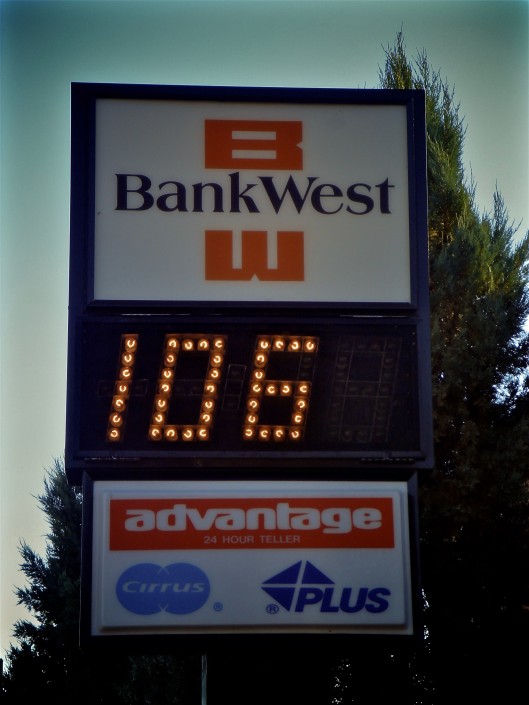 B
BankWest
W
106
advantage
24 HOUR TELLER
CIRRUS ®
® PLUS